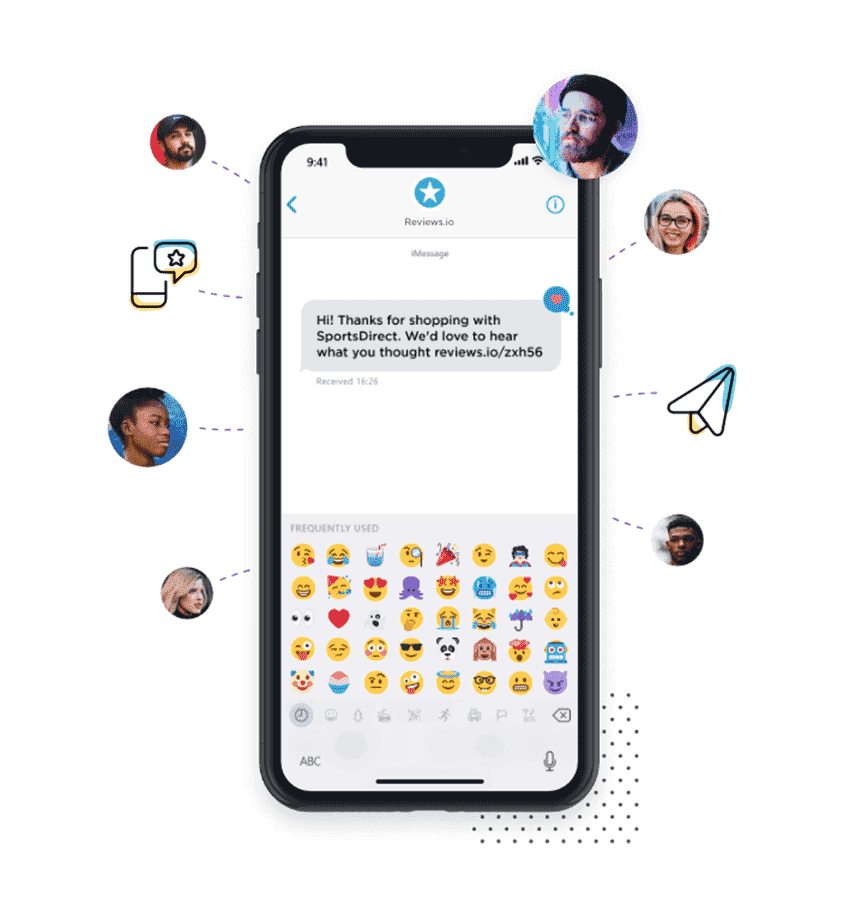 9:41
Reviews.io
iMessage
Hi! Thanks for shopping with
SportsDirect. We'd love to hear
what you thought reviews.io/zxh56
Received 16:26
FREQUENTLY USED
ABC